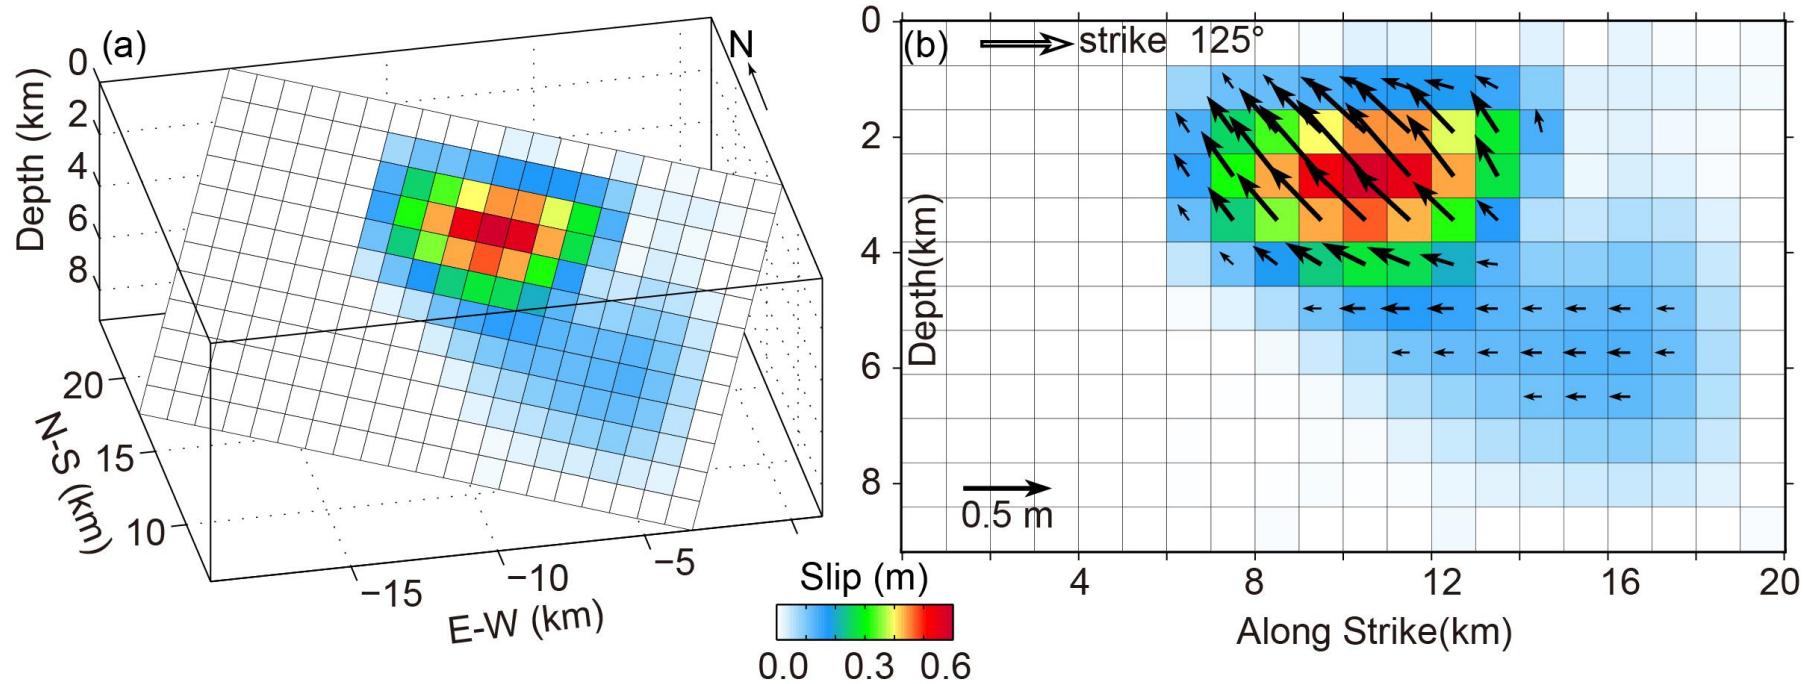 (a)
N
Depth (km)
0
2
4
6
8
20
15
10
N-S (km)
−15
−10
−5
E-W (km)
(b)
strike 125°
0
2
4
6
8
Depth(km)
0.5 m
4
8
12
16
20
Along Strike(km)
Slip (m)
0.0 0.3 0.6